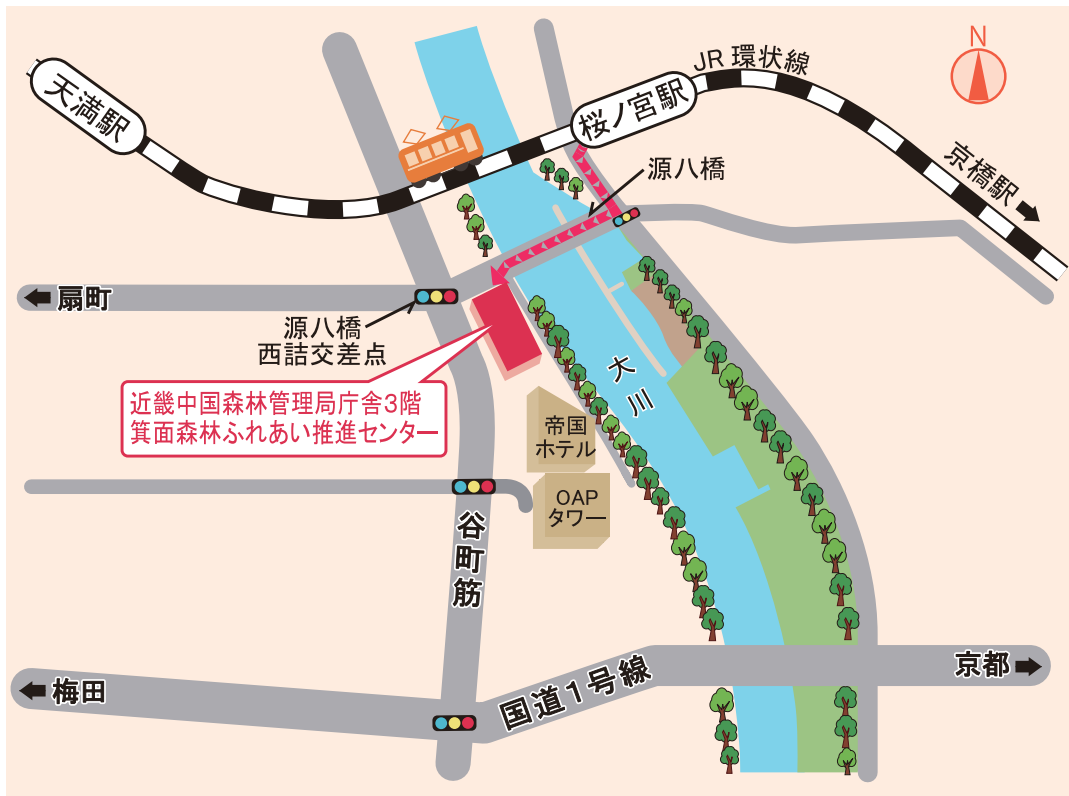 N
JR 環状線
天満駅
桜ノ宮駅
京橋駅
源八橋
扇町
源八橋
西詰交差点
大川
近畿中国森林管理局庁舎3階
箕面森林ふれあい推進センター
帝国
ホテル
OAP
タワー
谷町筋
京都
梅田
国道1号線